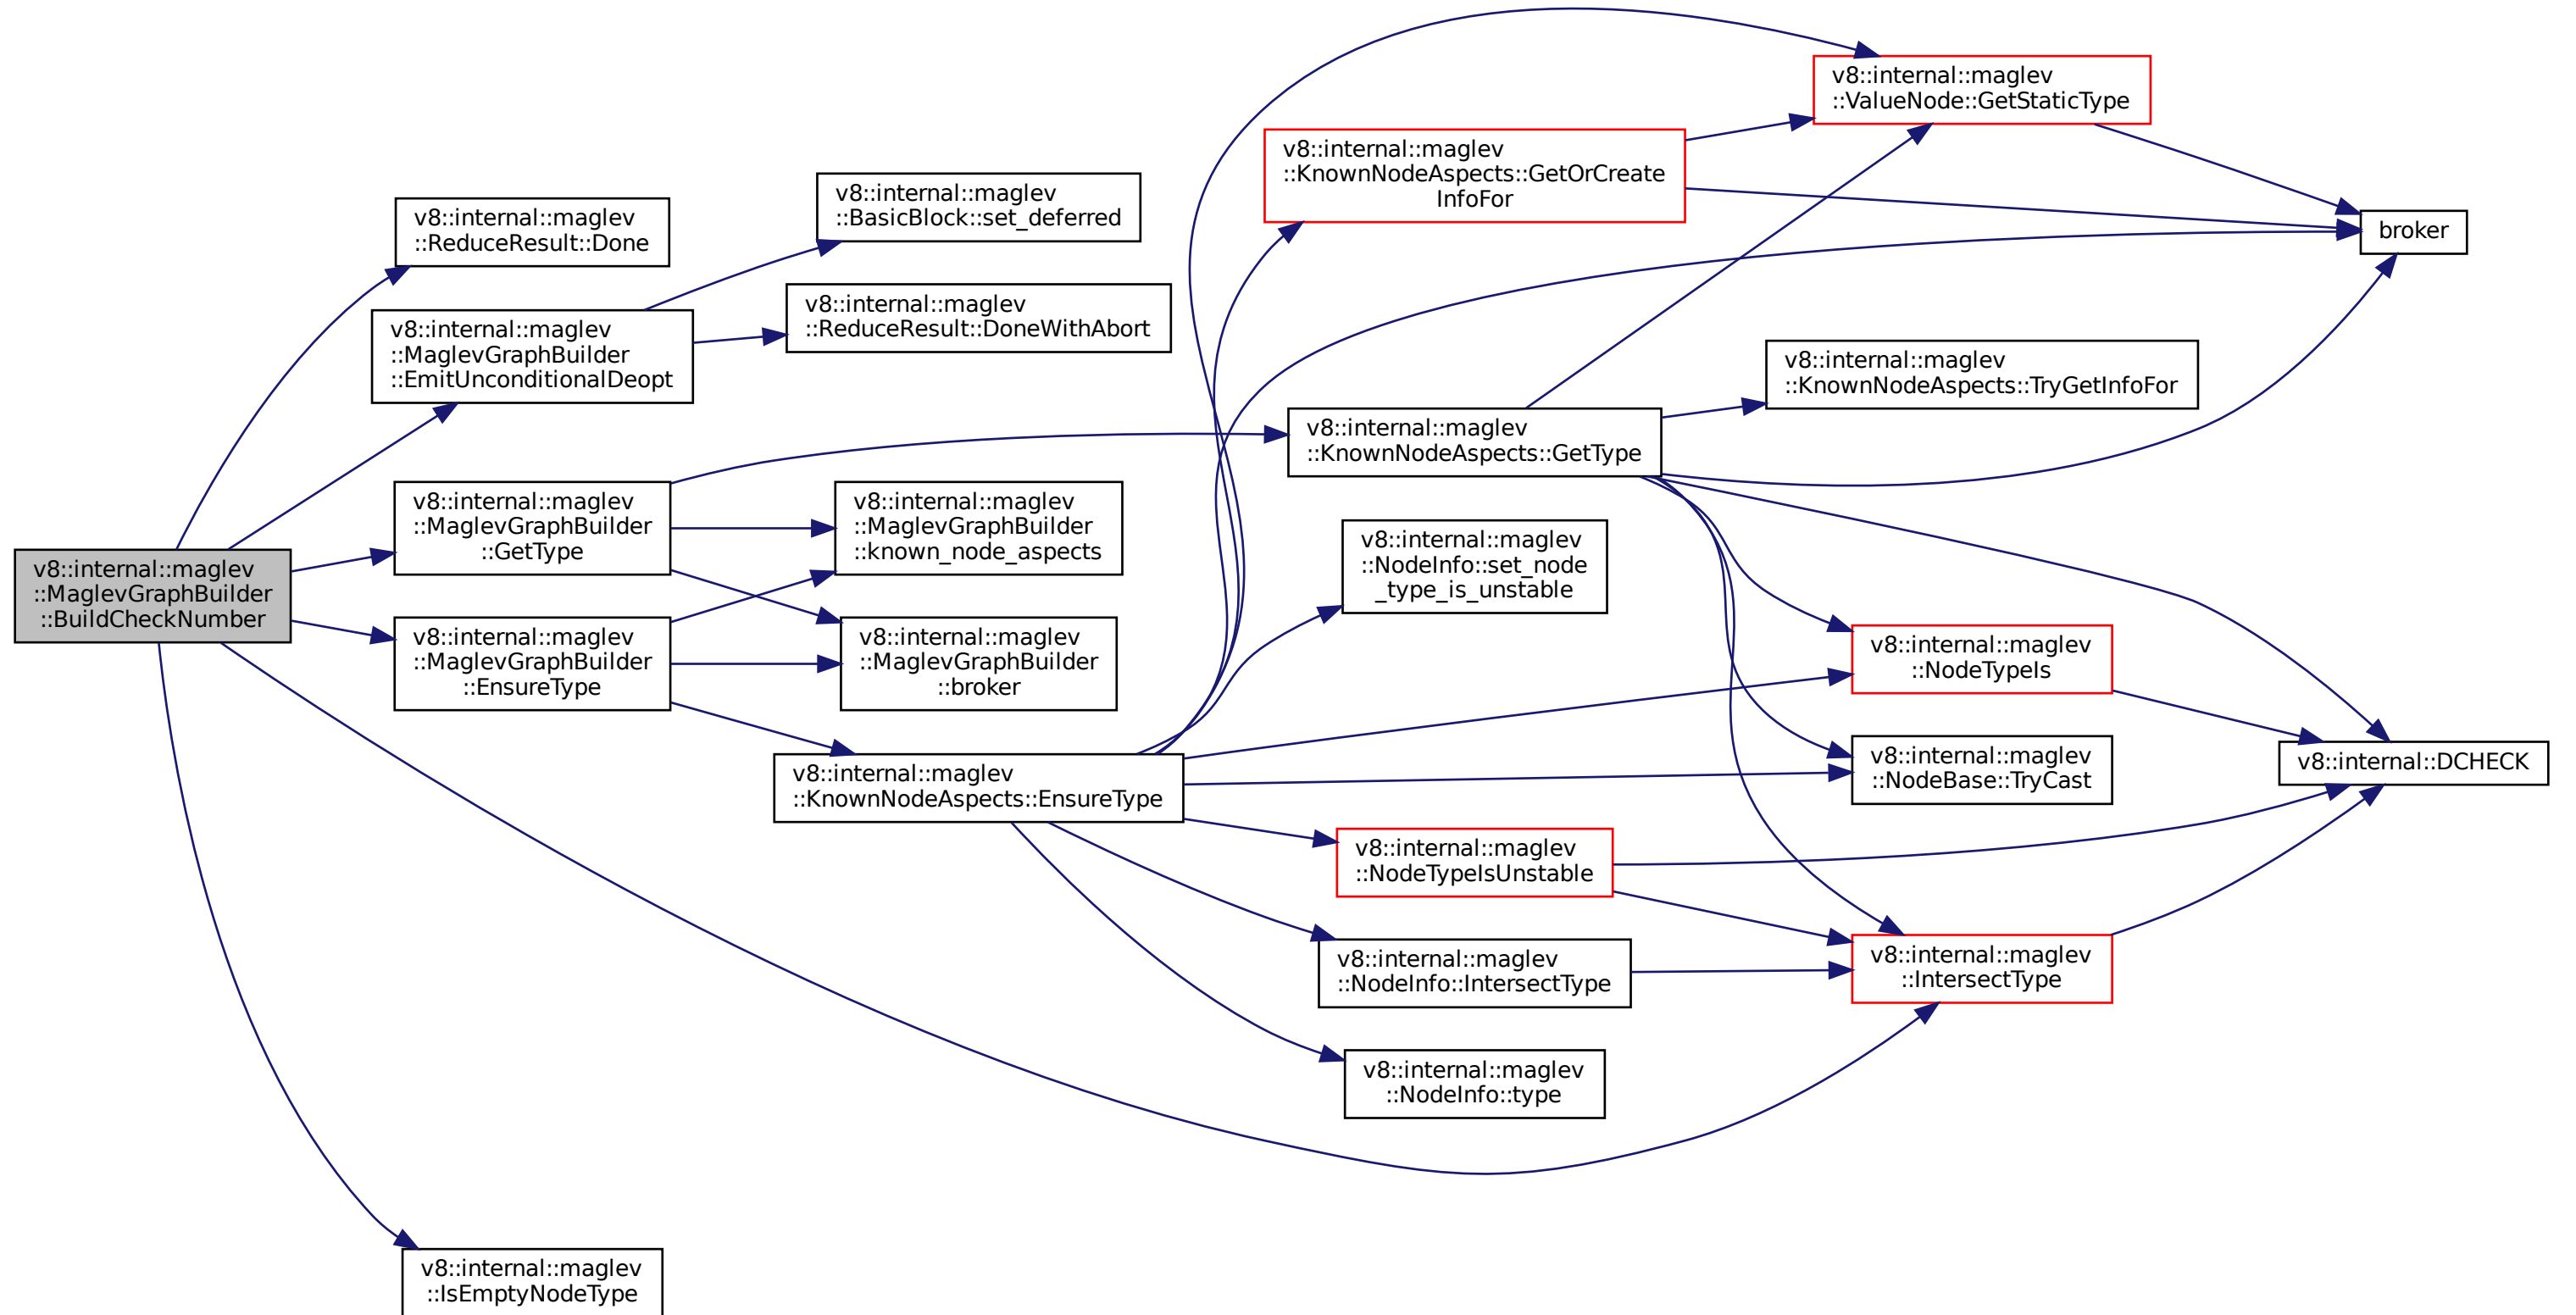 v8::internal::maglev
::MaglevGraphBuilder
::BuildCheckNumber
v8::internal::maglev
::ReduceResult::Done
v8::internal::maglev
::MaglevGraphBuilder
::EmitUnconditionalDeopt
v8::internal::maglev
::MaglevGraphBuilder
::GetType
v8::internal::maglev
::MaglevGraphBuilder
::EnsureType
v8::internal::maglev
::IsEmptyNodeType
v8::internal::maglev
::BasicBlock::set_deferred
v8::internal::maglev
::ReduceResult::DoneWithAbort
v8::internal::maglev
::MaglevGraphBuilder
::known_node_aspects
v8::internal::maglev
::MaglevGraphBuilder
::broker
v8::internal::maglev
::KnownNodeAspects::EnsureType
v8::internal::maglev
::KnownNodeAspects::GetOrCreate
InfoFor
v8::internal::maglev
::KnownNodeAspects::GetType
v8::internal::maglev
::NodeInfo::set_node
_type_is_unstable
v8::internal::maglev
::NodeTypeIsUnstable
v8::internal::maglev
::NodeInfo::IntersectType
v8::internal::maglev
::NodeInfo::type
v8::internal::maglev
::ValueNode::GetStaticType
v8::internal::maglev
::KnownNodeAspects::TryGetInfoFor
v8::internal::maglev
::NodeTypeIs
v8::internal::maglev
::NodeBase::TryCast
v8::internal::maglev
::IntersectType
broker
v8::internal::DCHECK